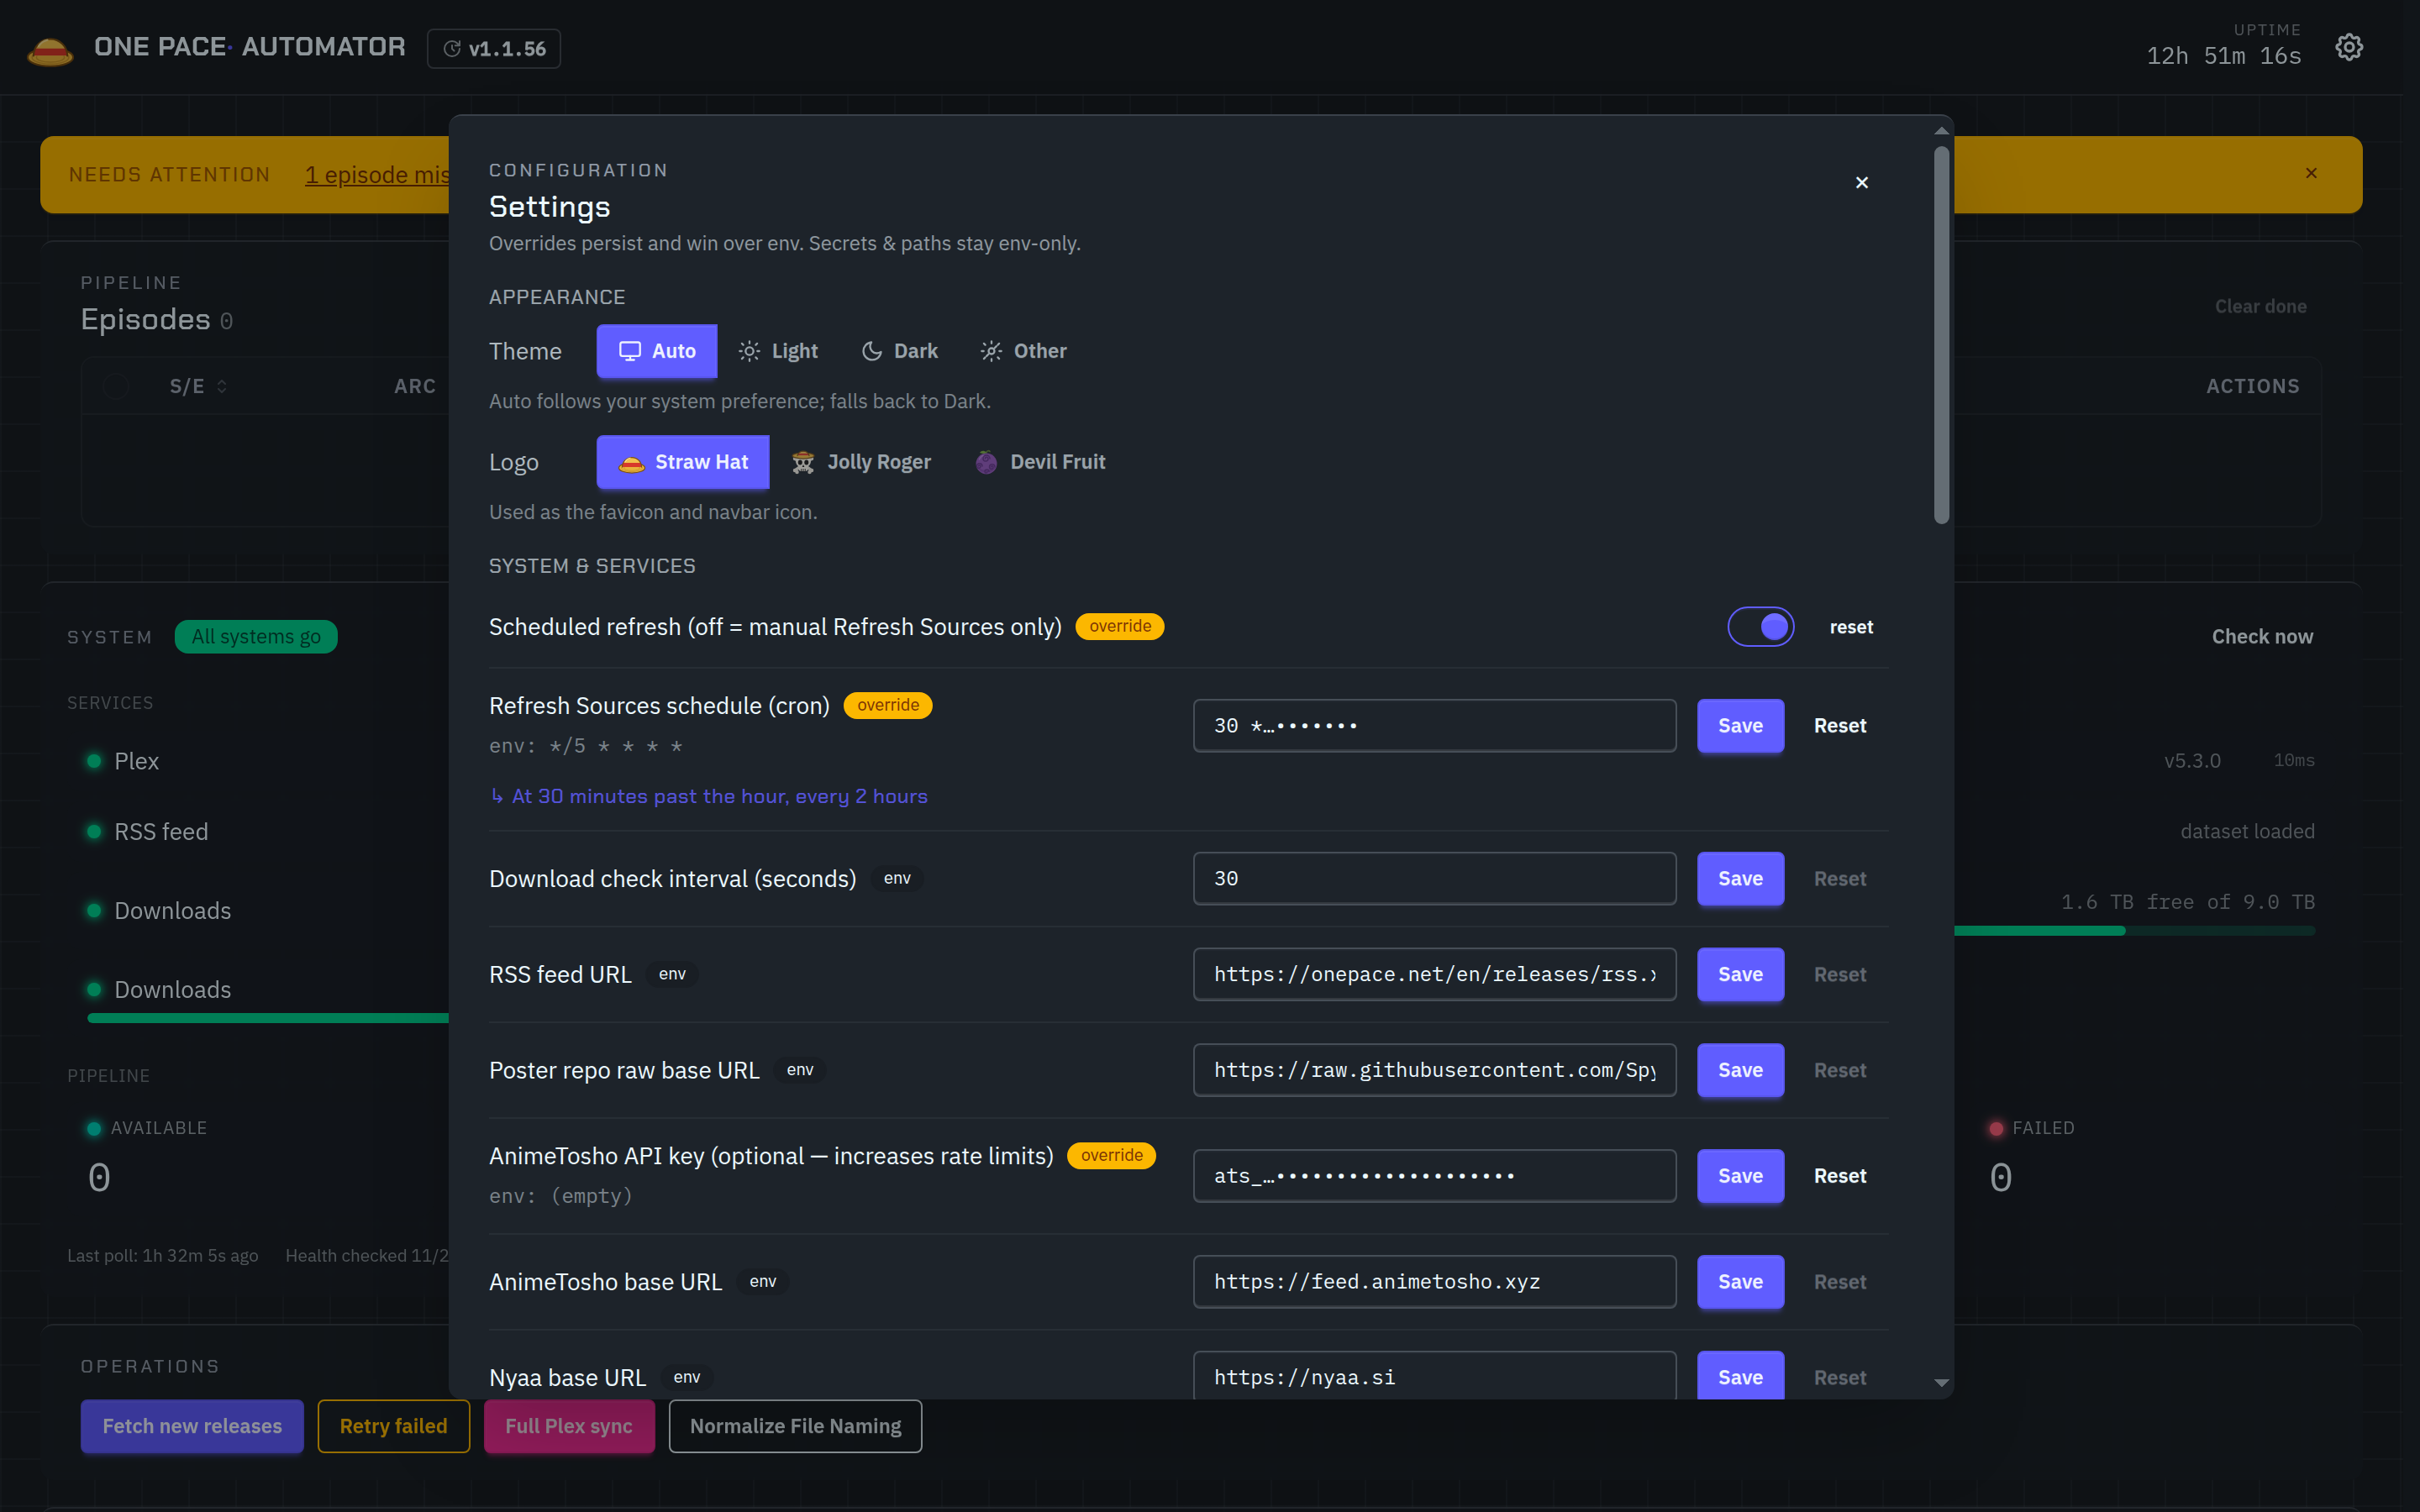 ONE PACE· AUTOMATOR
v1.1.56
UPTIME
12h 51m 16s
NEEDS ATTENTION 1 episode
×
PIPELINE
Episodes 0
Clear done
S/E ARC ACTIONS
SYSTEM All systems go
Check now
SERVICES
Plex
v5.3.0 10ms
RSS feed
dataset loaded
Downloads
1.6 TB free of 9.0 TB
Downloads
PIPELINE
AVAILABLE
0
FAILED
0
Last poll: 1h 32m 5s ago Health checked
OPERATIONS
Fetch new releases Retry failed Full Plex sync Normalize File Naming
CONFIGURATION
×
Settings
Overrides persist and win over env. Secrets & paths stay env-only.
APPEARANCE
Theme Auto Light Dark Other
Auto follows your system preference; falls back to Dark.
Logo Straw Hat Jolly Roger Devil Fruit
Used as the favicon and navbar icon.
SYSTEM & SERVICES
Scheduled refresh (off = manual Refresh Sources only) override reset
Refresh Sources schedule (cron) override
30 *…••••••• Save Reset
env: */5 * * * *
↳ At 30 minutes past the hour, every 2 hours
Download check interval (seconds) env 30 Save Reset
RSS feed URL env https://onepace.net/en/releases/rss.x Save Reset
Poster repo raw base URL env https://raw.githubusercontent.com/Spy Save Reset
AnimeTosho API key (optional — increases rate limits) override
ats_…•••••••••••••••••••• Save Reset
env: (empty)
AnimeTosho base URL env https://feed.animetosho.xyz Save Reset
Nyaa base URL env https://nyaa.si Save Reset